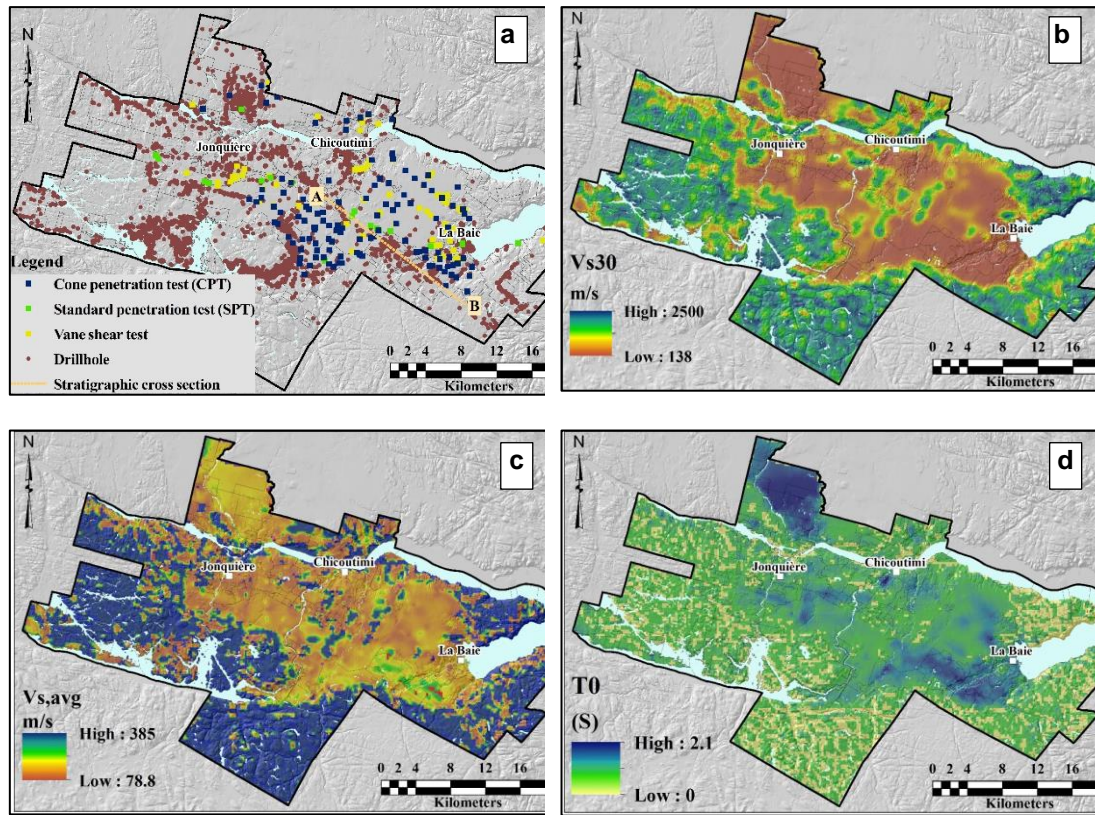 N
a
Jonquière
Chicoutimi
A
La Baie
B
Legend
Cone penetration test (CPT)
Standard penetration test (SPT)
Vane shear test
Drillhole
Stratigraphic cross section
0 2 4 8 12 16
Kilometers
N
b
Jonquière
Chicoutimi
La Baie
Vs30
m/s
High : 2500
Low : 138
0 2 4 8 12 16
Kilometers
N
c
Jonquière
Chicoutimi
La Baie
Vs,avg
m/s
High : 385
Low : 78.8
0 2 4 8 12 16
Kilometers
N
d
Jonquière
Chicoutimi
La Baie
T0
(S)
High : 2.1
Low : 0
0 2 4 8 12 16
Kilometers